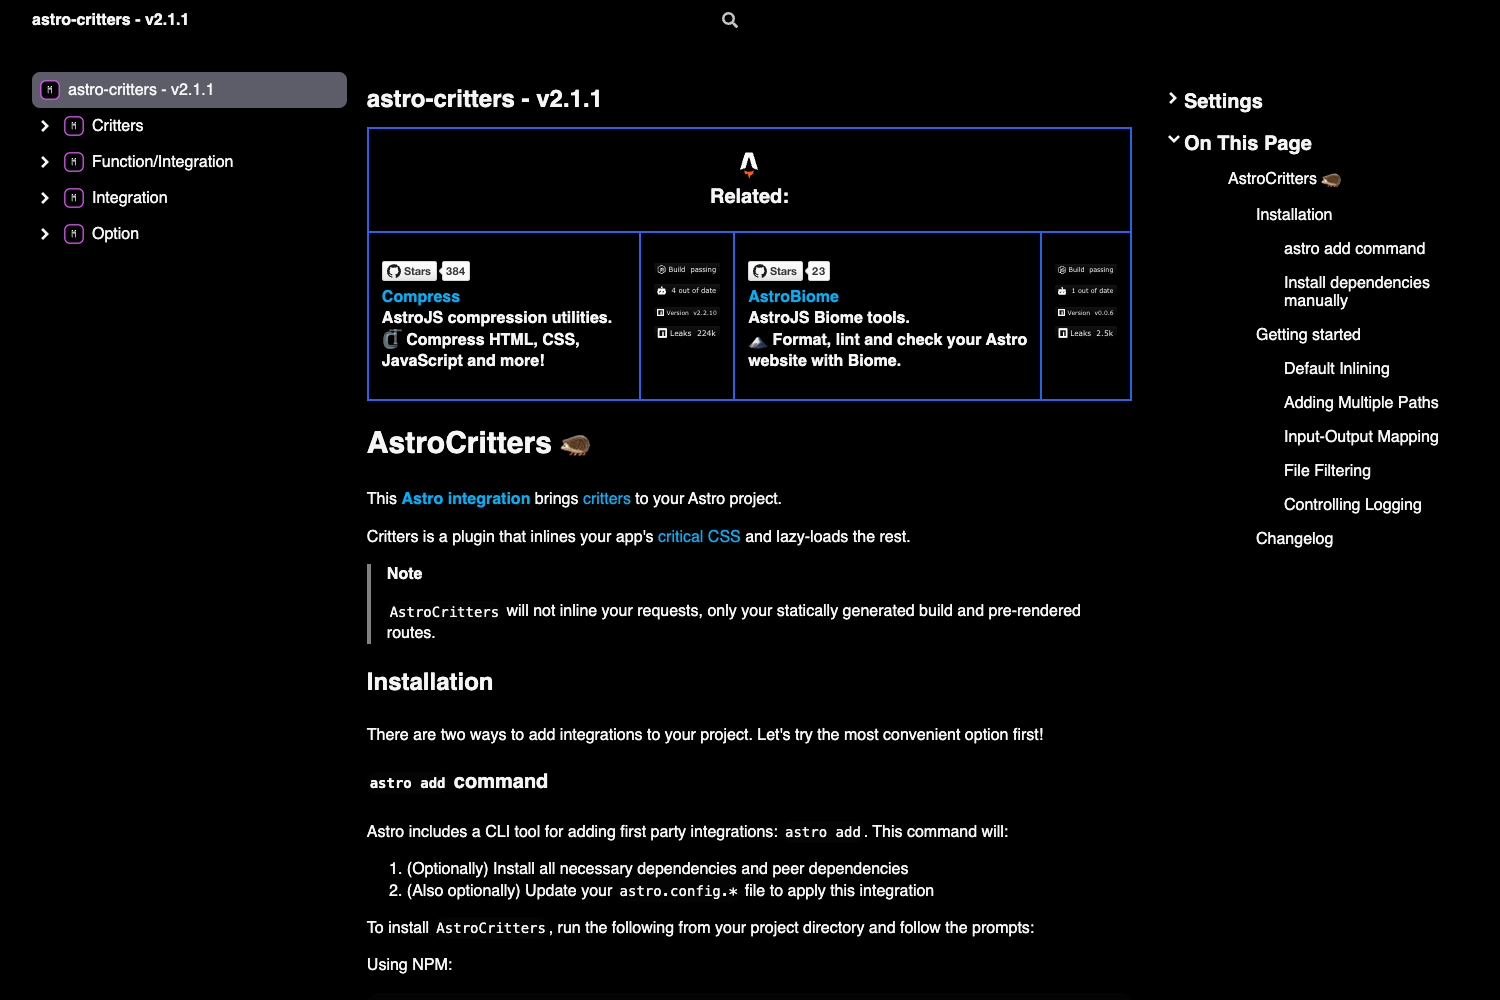 astro-critters - v2.1.1
astro-critters - v2.1.1
Critters
Function/Integration
Integration
Option
astro-critters - v2.1.1
Related:
Stars 384
Compress
AstroJS compression utilities.
Compress HTML, CSS,
JavaScript and more!
Build passing
4 out of date
Version v2.2.10
Leaks 224k
Stars 23
AstroBiome
AstroJS Biome tools.
Format, lint and check your Astro
website with Biome.
Build passing
1 out of date
Version v0.0.6
Leaks 2.5k
AstroCritters
This Astro integration brings critters to your Astro project.
Critters is a plugin that inlines your app's critical CSS and lazy-loads the rest.
Note
AstroCritters will not inline your requests, only your statically generated build and pre-rendered
routes.
Installation
There are two ways to add integrations to your project. Let's try the most convenient option first!
astro add command
Astro includes a CLI tool for adding first party integrations: astro add. This command will:
1. (Optionally) Install all necessary dependencies and peer dependencies
2. (Also optionally) Update your astro.config.* file to apply this integration
To install AstroCritters, run the following from your project directory and follow the prompts:
Using NPM:
Settings
On This Page
AstroCritters
Installation
astro add command
Install dependencies
manually
Getting started
Default Inlining
Adding Multiple Paths
Input-Output Mapping
File Filtering
Controlling Logging
Changelog